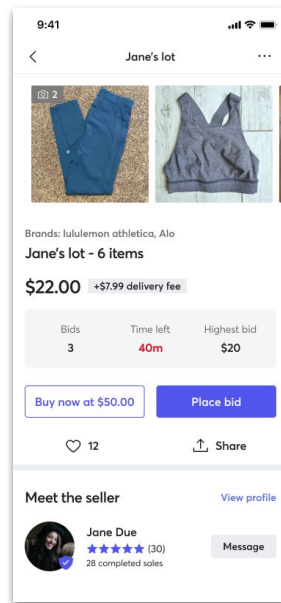 9:41
Jane's lot
2
Brands: lululemon athletica, Alo
Jane's lot - 6 items
$22.00 +$7.99 delivery fee
Bids Time left Highest bid
3 40m $20
Buy now at $50.00 Place bid
12 Share
Meet the seller View profile
Jane Due
(30) Message
28 completed sales